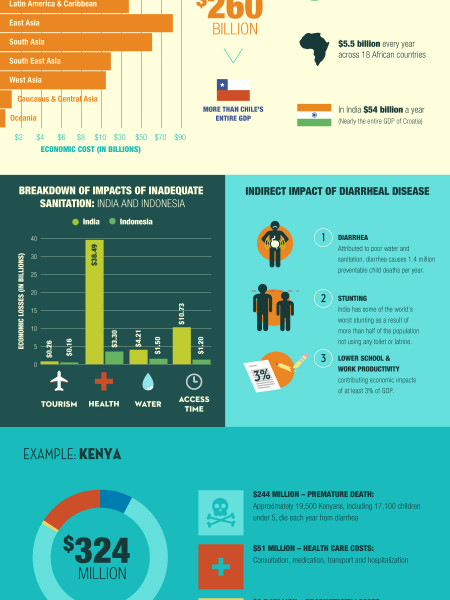 Latin America & Caribbean
East Asia
South Asia
South East Asia
West Asia
Caucasus & Central Asia
Oceania
$2 $4 $6 $8 $10 $30 $50 $70 $90
ECONOMIC COST (IN BILLIONS)
$260
BILLION
MORE THAN CHILE'S
ENTIRE GDP
$5.5 billion every year
across 18 African countries
In India $54 billion a year
(Nearly the entire GDP of Croatia)
BREAKDOWN OF IMPACTS OF INADEQUATE
SANITATION: INDIA AND INDONESIA
India Indonesia
ECONOMIC LOSSES (IN BILLIONS)
40
35
30
25
20
15
10
5
0
$0.26
$0.16
$38.49
$3.30
$4.21
$1.50
$10.73
$1.20
TOURISM
HEALTH
WATER
ACCESS
TIME
INDIRECT IMPACT OF DIARRHEAL DISEASE
1
DIARRHEA
Attributed to poor water and
sanitation, diarrhea causes 1.4 million
preventable child deaths per year.
2
STUNTING
India has some of the world's
worst stunting as a result of
more than half of the population
not using any toilet or latrine.
3%
3
LOWER SCHOOL &
WORK PRODUCTIVITY
contributing economic impacts
of at least 3% of GDP.
EXAMPLE: KENYA
$324
MILLION
$244 MILLION – PREMATURE DEATH:
Approximately 19,500 Kenyans, including 17,100 children
under 5, die each year from diarrhea
$51 MILLION – HEALTH CARE COSTS:
Consultation, medication, transport and hospitalization